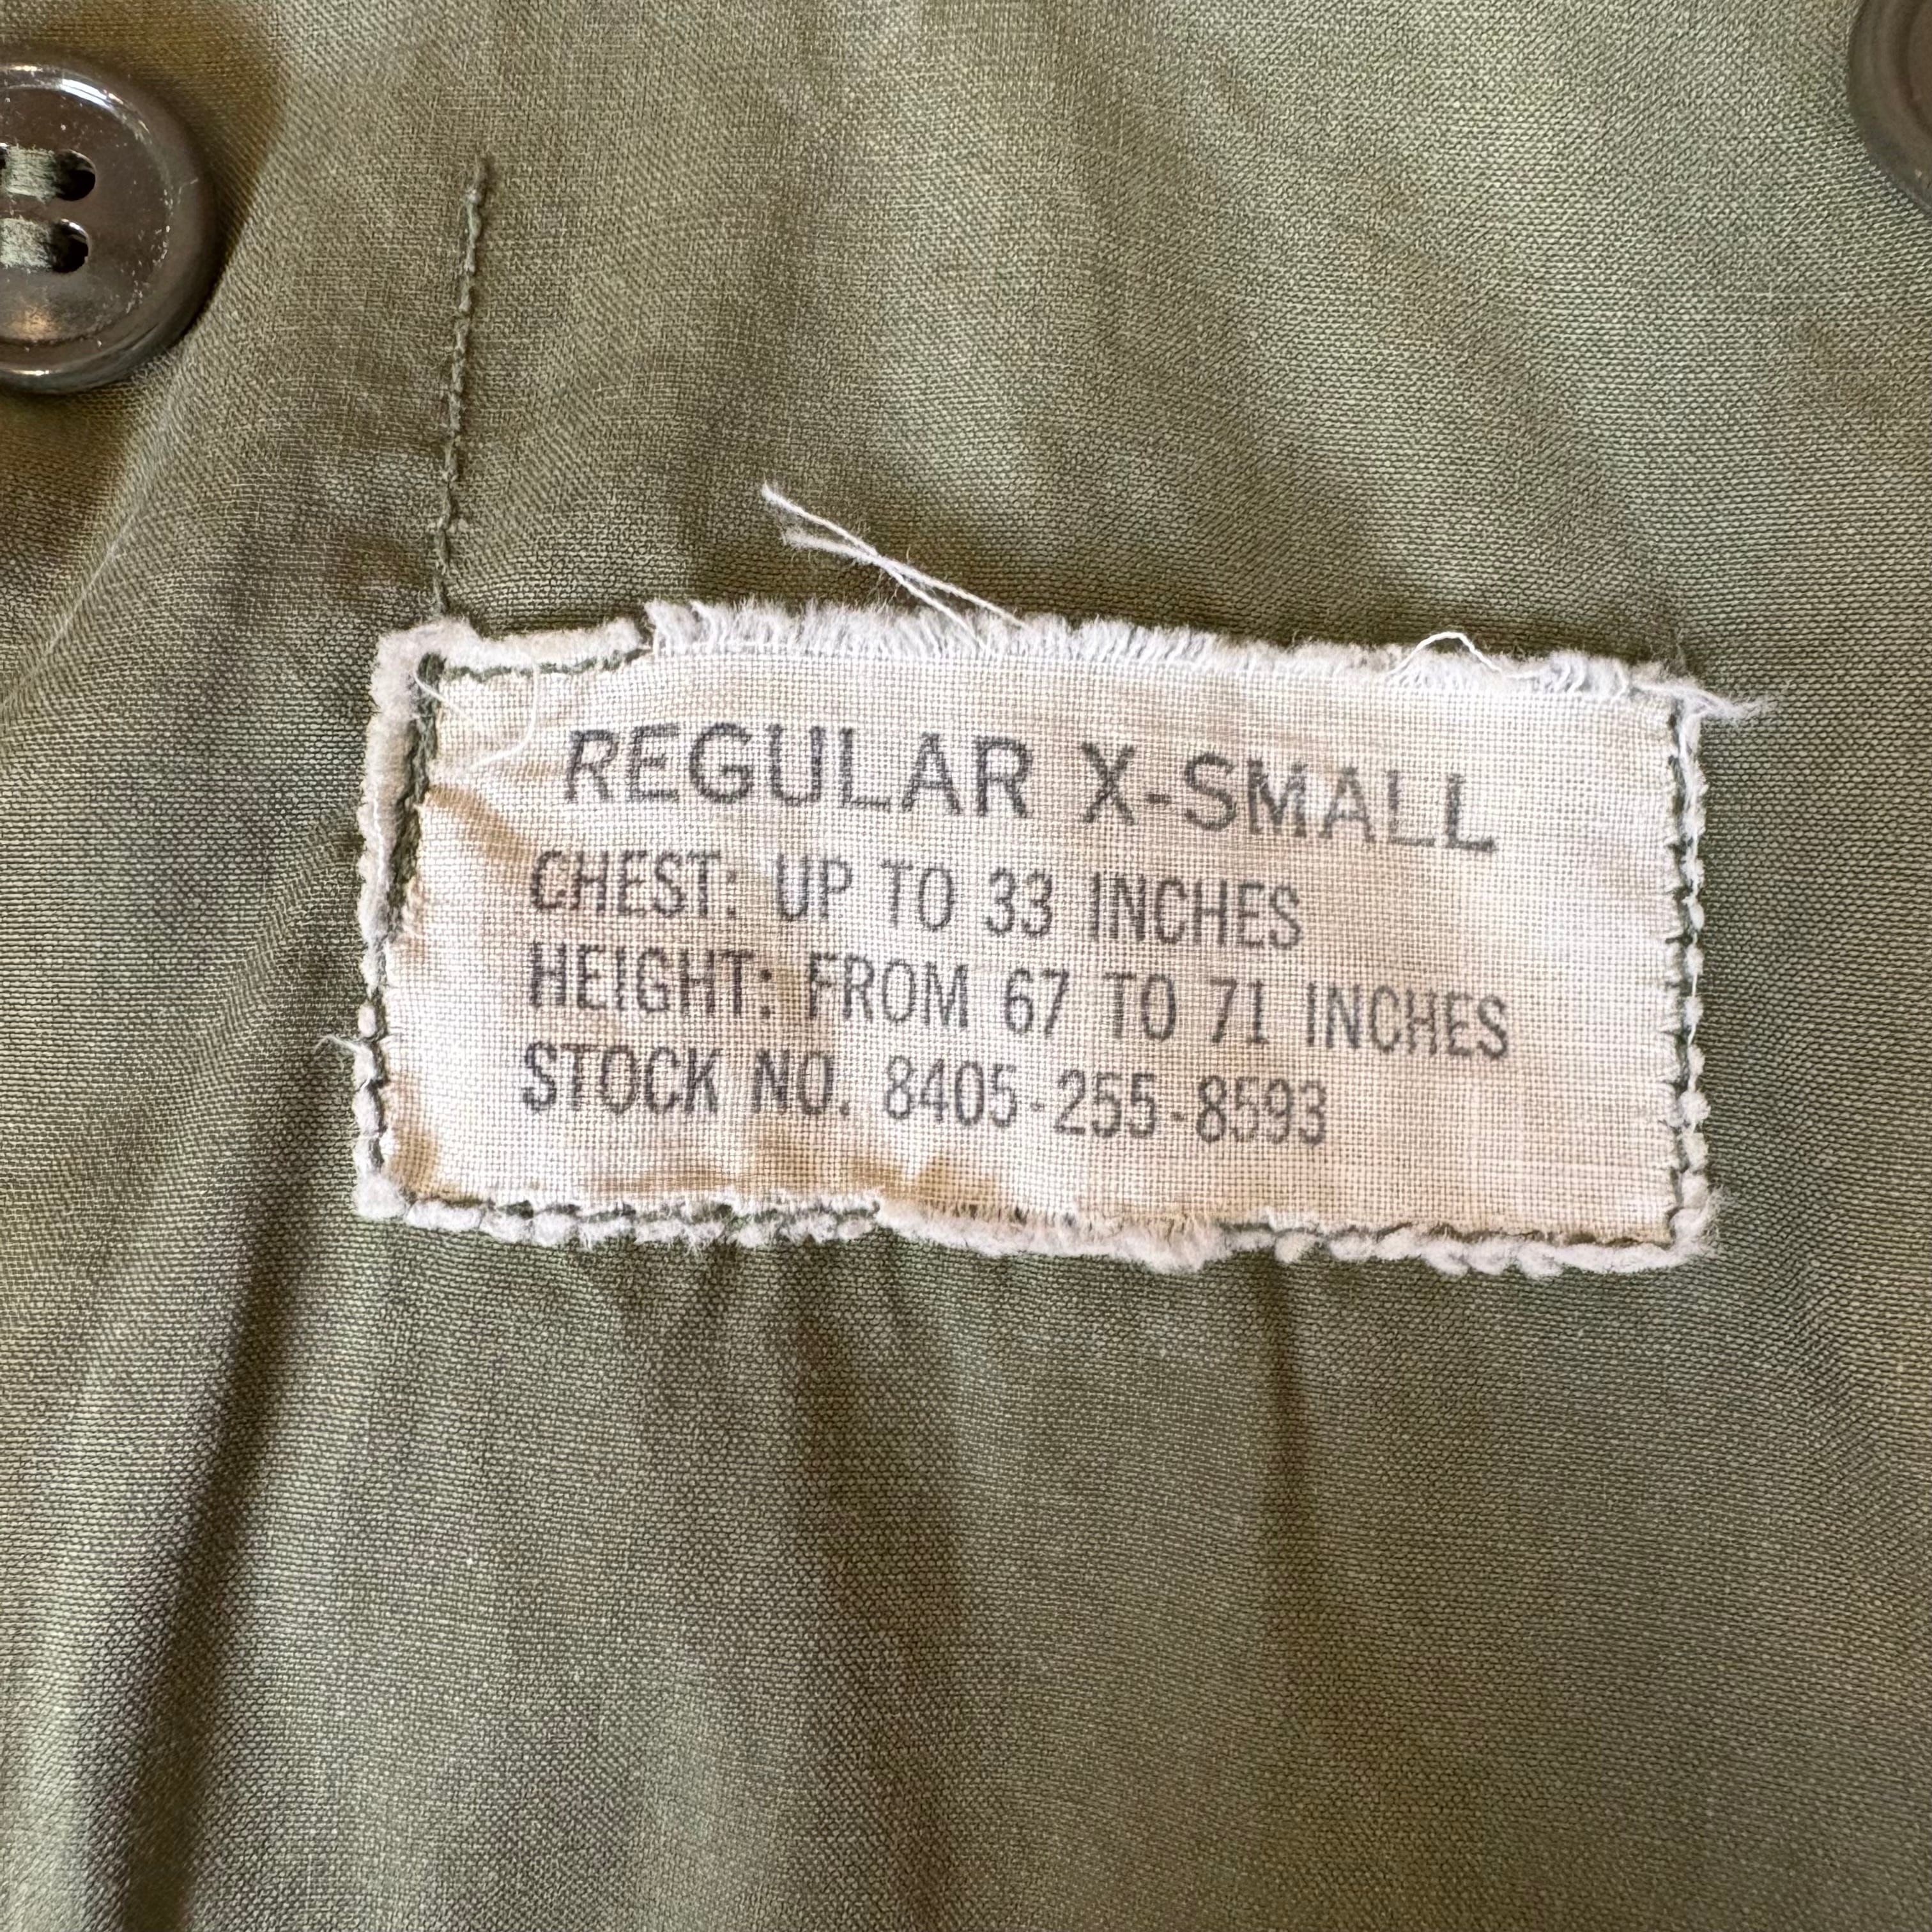 REGULAR X-SMALL
CHEST: UP TO 33 INCHES
HEIGHT: FROM 67 TO 71 INCHES
STOCK NO. 8405-255-8593